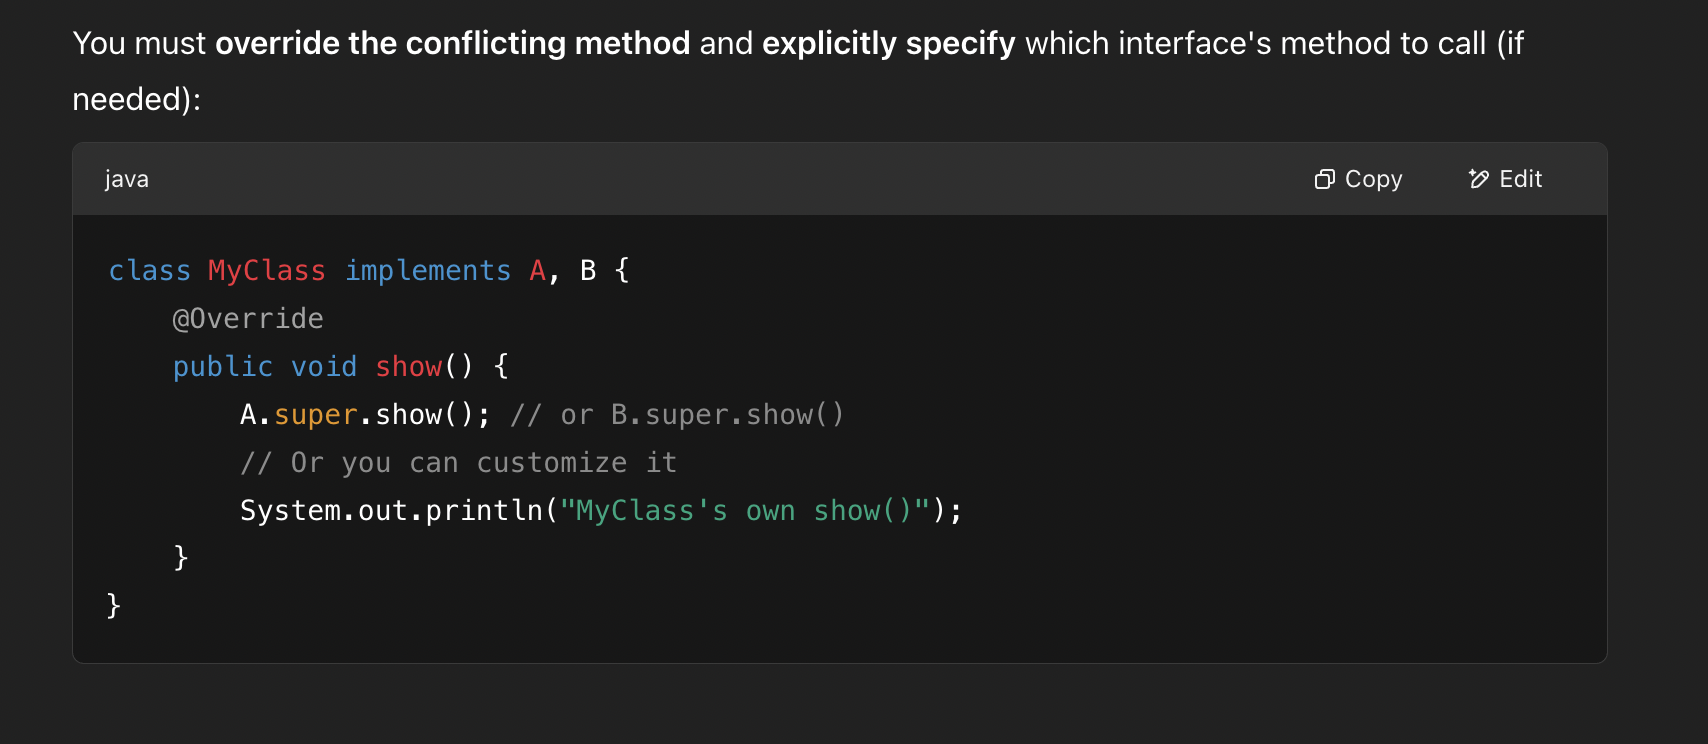 You must override the conflicting method and explicitly specify which interface's method to call (if
needed):
java
Copy
Edit
class MyClass implements A, B {
    @Override
    public void show() {
        A.super.show(); // or B.super.show()
        // Or you can customize it
        System.out.println("MyClass's own show()");
    }
}